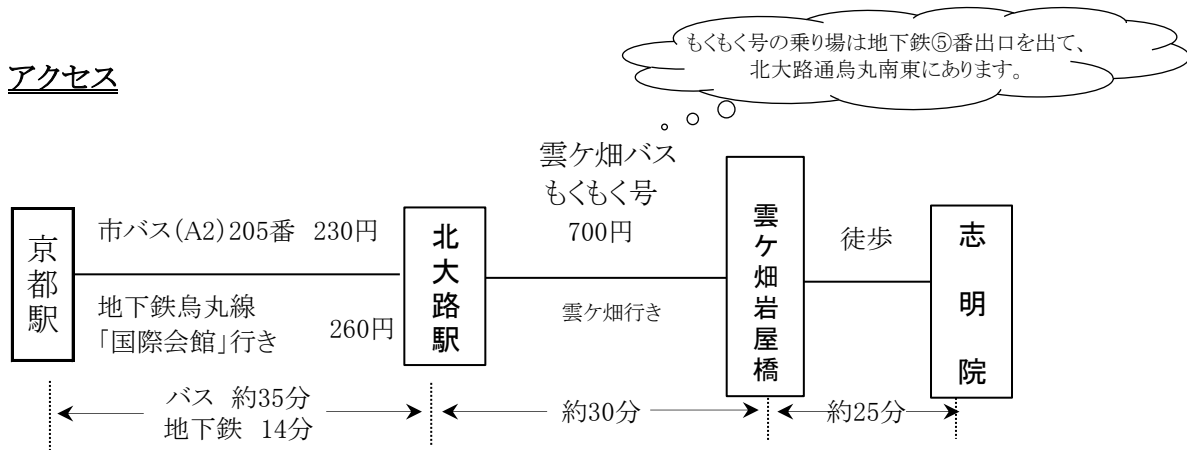 もくもく号の乗り場は地下鉄⑤番出口を出て、
北大路通烏丸南東にあります。
アクセス
雲ケ畑バス
もくもく号
700円
市バス(A2)205番 230円
京都駅
北大路駅
雲ケ畑岩屋橋
志明院
徒歩
地下鉄烏丸線
「国際会館」行き
260円
雲ケ畑行き
バス 約35分
地下鉄 14分
約30分
約25分